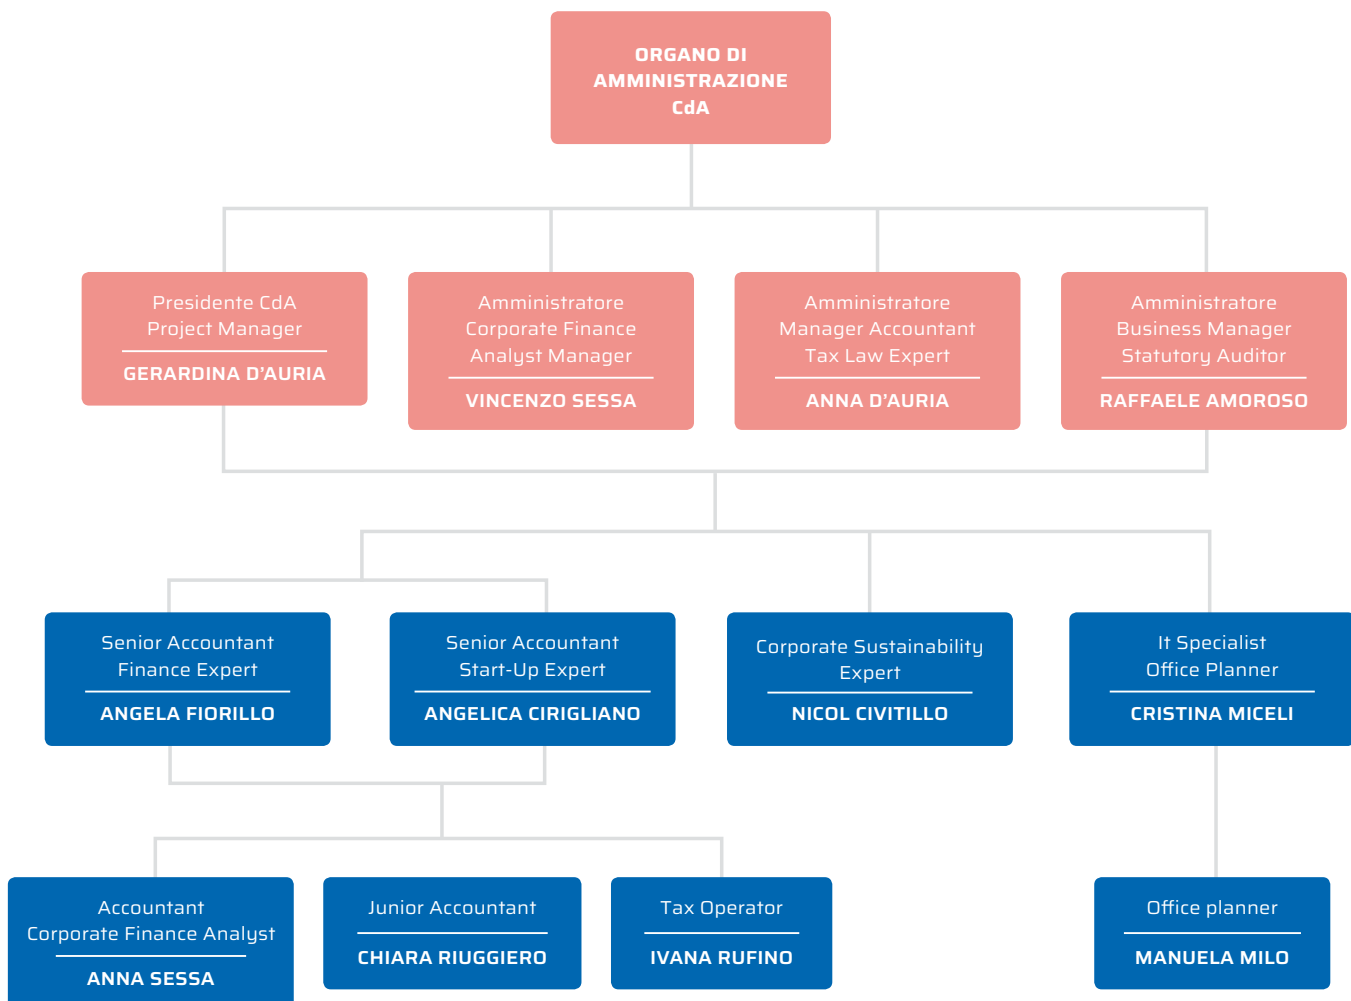 ORGANO DI
AMMINISTRAZIONE
CdA
Presidente CdA
Project Manager
GERARDINA D'AURIA
Amministratore
Corporate Finance
Analyst Manager
VINCENZO SESSA
Amministratore
Manager Accountant
Tax Law Expert
ANNA D'AURIA
Amministratore
Business Manager
Statutory Auditor
RAFFAELE AMOROSO
Senior Accountant
Finance Expert
ANGELA FIORILLO
Senior Accountant
Start-Up Expert
ANGELICA CIRIGLIANO
Corporate Sustainability
Expert
NICOL CIVITILLO
It Specialist
Office Planner
CRISTINA MICELI
Accountant
Corporate Finance Analyst
ANNA SESSA
Junior Accountant
CHIARA RIUGGIERO
Tax Operator
IVANA RUFINO
Office planner
MANUELA MILO